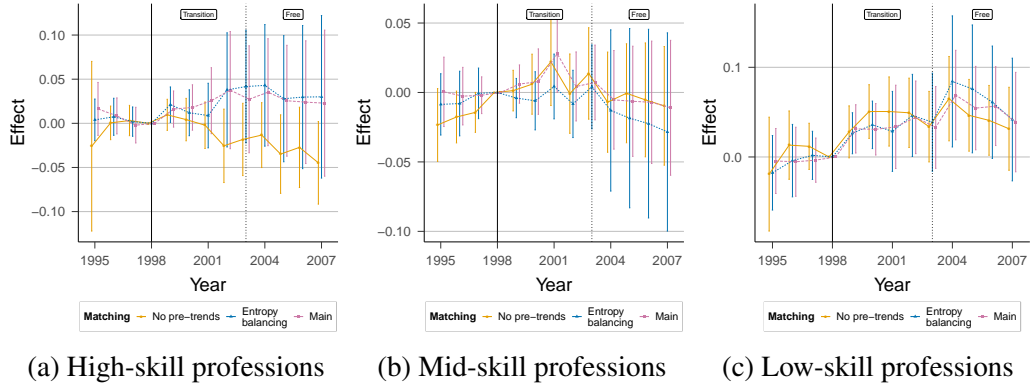 Transition Free
0.10
0.05
0.00
−0.05
−0.10
Effect
1995 1998 2001 2004 2007
Year
Matching No pre−trends Entropy balancing Main
(a) High-skill professions
Transition Free
0.05
0.00
−0.05
−0.10
Effect
1995 1998 2001 2004 2007
Year
Matching No pre−trends Entropy balancing Main
(b) Mid-skill professions
Transition Free
0.1
0.0
Effect
1995 1998 2001 2004 2007
Year
Matching No pre−trends Entropy balancing Main
(c) Low-skill professions